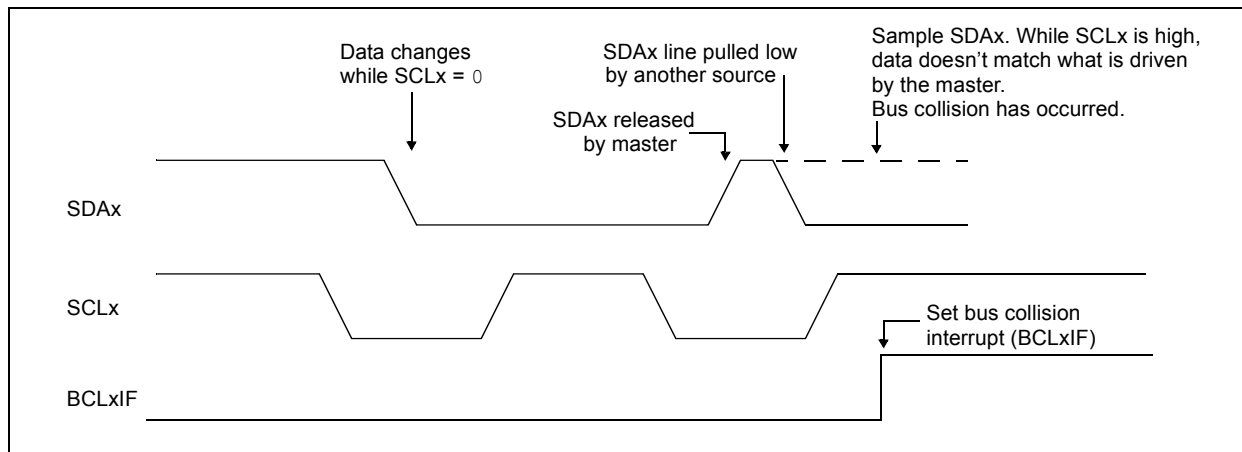 Data changes
while SCLx = 0
SDAx line pulled low
by another source
Sample SDAx. While SCLx is high,
data doesn’t match what is driven
by the master.
Bus collision has occurred.
SDAx released
by master
SDAx
SCLx
Set bus collision
interrupt (BCLxIF)
BCLxIF